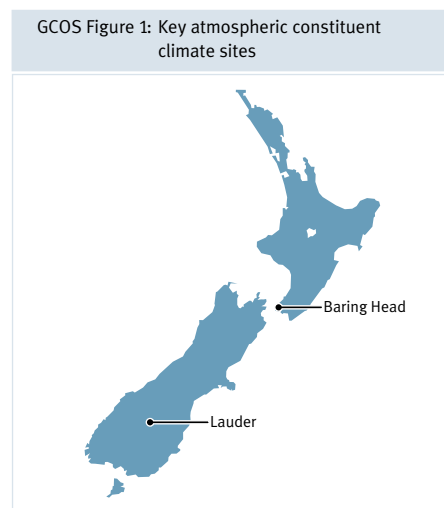 GCOS Figure 1: Key atmospheric constituent
climate sites
Baring Head
Lauder